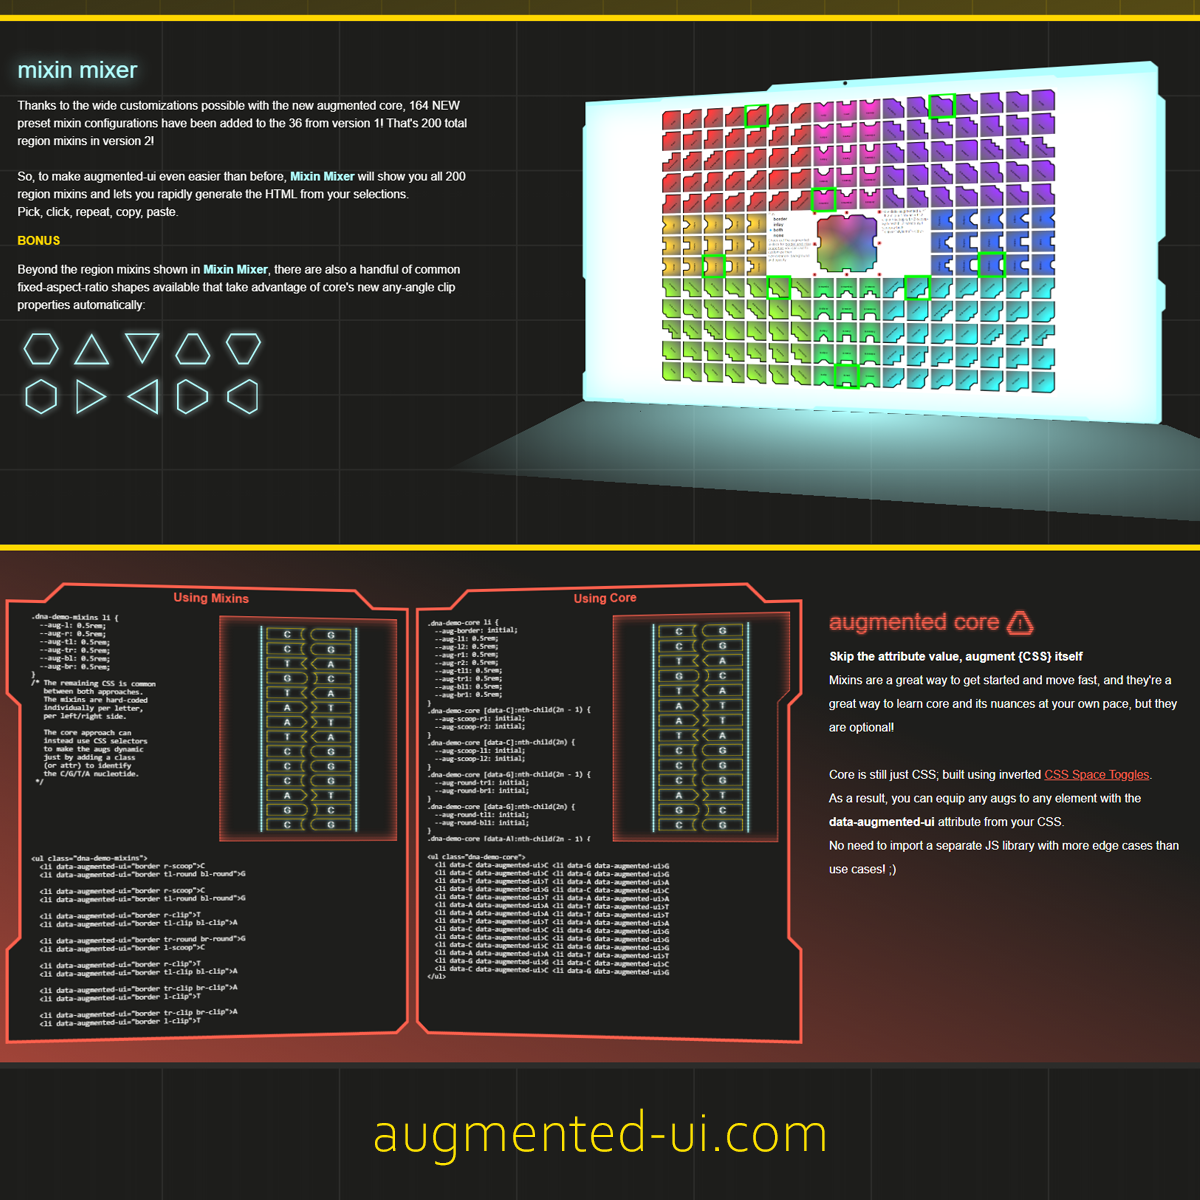 mixin mixer
Thanks to the wide customizations possible with the new augmented core, 164 NEW
preset mixin configurations have been added to the 36 from version 1! That's 200 total
region mixins in version 2!
So, to make augmented-ui even easier than before, Mixin Mixer will show you all 200
region mixins and lets you rapidly generate the HTML from your selections.
Pick, click, repeat, copy, paste.
BONUS
Beyond the region mixins shown in Mixin Mixer, there are also a handful of common
fixed-aspect-ratio shapes available that take advantage of core's new any-angle clip
properties automatically:
border
inlay
both
none
Using Mixins
.dna-demo-mixins li {
--aug-l: 0.5rem;
--aug-r: 0.5rem;
--aug-tl: 0.5rem;
--aug-tr: 0.5rem;
--aug-bl: 0.5rem;
--aug-br: 0.5rem;
}
/* The remaining CSS is common
between both approaches.
The mixins are hard-coded
individually per letter,
per left/right side.
The core approach can
instead use CSS selectors
to make the augs dynamic
just by adding a class
(or attr) to identify
the C/G/T/A nucleotide.
*/
C G
C G
T A
G C
T A
A T
A T
T A
C G
C G
C G
A T
G C
C G
<ul class="dna-demo-mixins">
<li data-augmented-ui="border r-scoop">C
<li data-augmented-ui="border tl-round bl-round">G
<li data-augmented-ui="border r-scoop">C
<li data-augmented-ui="border tl-round bl-round">G
<li data-augmented-ui="border r-clip">T
<li data-augmented-ui="border tl-clip bl-clip">A
<li data-augmented-ui="border tr-round br-round">G
<li data-augmented-ui="border l-scoop">C
<li data-augmented-ui="border r-clip">T
<li data-augmented-ui="border tl-clip bl-clip">A
<li data-augmented-ui="border tr-clip br-clip">A
<li data-augmented-ui="border l-clip">T
<li data-augmented-ui="border tr-clip br-clip">A
<li data-augmented-ui="border l-clip">T
Using Core
.dna-demo-core li {
--aug-border: initial;
--aug-l1: 0.5rem;
--aug-l2: 0.5rem;
--aug-r1: 0.5rem;
--aug-r2: 0.5rem;
--aug-tl1: 0.5rem;
--aug-tr1: 0.5rem;
--aug-bl1: 0.5rem;
--aug-br1: 0.5rem;
}
.dna-demo-core [data-C]:nth-child(2n - 1) {
--aug-scoop-r1: initial;
--aug-scoop-r2: initial;
}
.dna-demo-core [data-C]:nth-child(2n) {
--aug-scoop-l1: initial;
--aug-scoop-l2: initial;
}
.dna-demo-core [data-G]:nth-child(2n - 1) {
--aug-round-tr1: initial;
--aug-round-br1: initial;
}
.dna-demo-core [data-G]:nth-child(2n) {
--aug-round-tl1: initial;
--aug-round-bl1: initial;
}
.dna-demo-core [data-A]:nth-child(2n - 1) {
C G
C G
T A
G C
T A
A T
A T
T A
C G
C G
C G
A T
G C
C G
<ul class="dna-demo-core">
<li data-C data-augmented-ui>C <li data-G data-augmented-ui>G
<li data-C data-augmented-ui>C <li data-G data-augmented-ui>G
<li data-T data-augmented-ui>T <li data-A data-augmented-ui>A
<li data-G data-augmented-ui>G <li data-C data-augmented-ui>C
<li data-T data-augmented-ui>T <li data-A data-augmented-ui>A
<li data-A data-augmented-ui>A <li data-T data-augmented-ui>T
<li data-A data-augmented-ui>A <li data-T data-augmented-ui>T
<li data-T data-augmented-ui>T <li data-A data-augmented-ui>A
<li data-C data-augmented-ui>C <li data-G data-augmented-ui>G
<li data-C data-augmented-ui>C <li data-G data-augmented-ui>G
<li data-C data-augmented-ui>C <li data-G data-augmented-ui>G
<li data-A data-augmented-ui>A <li data-T data-augmented-ui>T
<li data-G data-augmented-ui>G <li data-C data-augmented-ui>C
<li data-C data-augmented-ui>C <li data-G data-augmented-ui>G
</ul>
augmented core
Skip the attribute value, augment {CSS} itself
Mixins are a great way to get started and move fast, and they're a
great way to learn core and its nuances at your own pace, but they
are optional!
Core is still just CSS; built using inverted CSS Space Toggles.
As a result, you can equip any augs to any element with the
data-augmented-ui attribute from your CSS.
No need to import a separate JS library with more edge cases than
use cases! ;)
augmented-ui.com